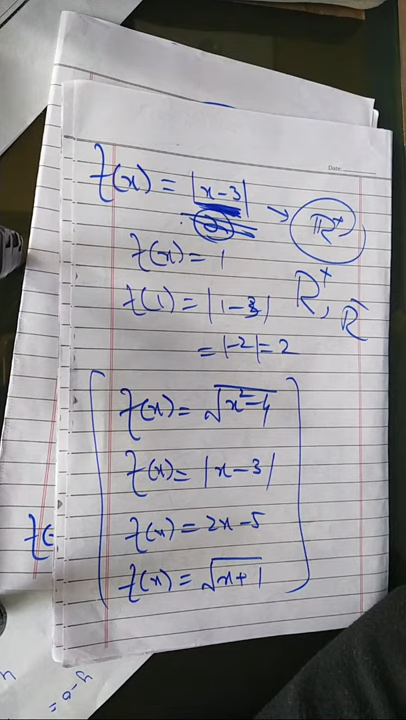 Date:
f(x) = |x-3| → R⁺
f(x) = 1
f(1) = |1-3| R⁺, R⁻
= |-2| = 2
f(x) = √x²-4
f(x) = |x-3|
f(x) = 2x-5
f(x) = √x+1